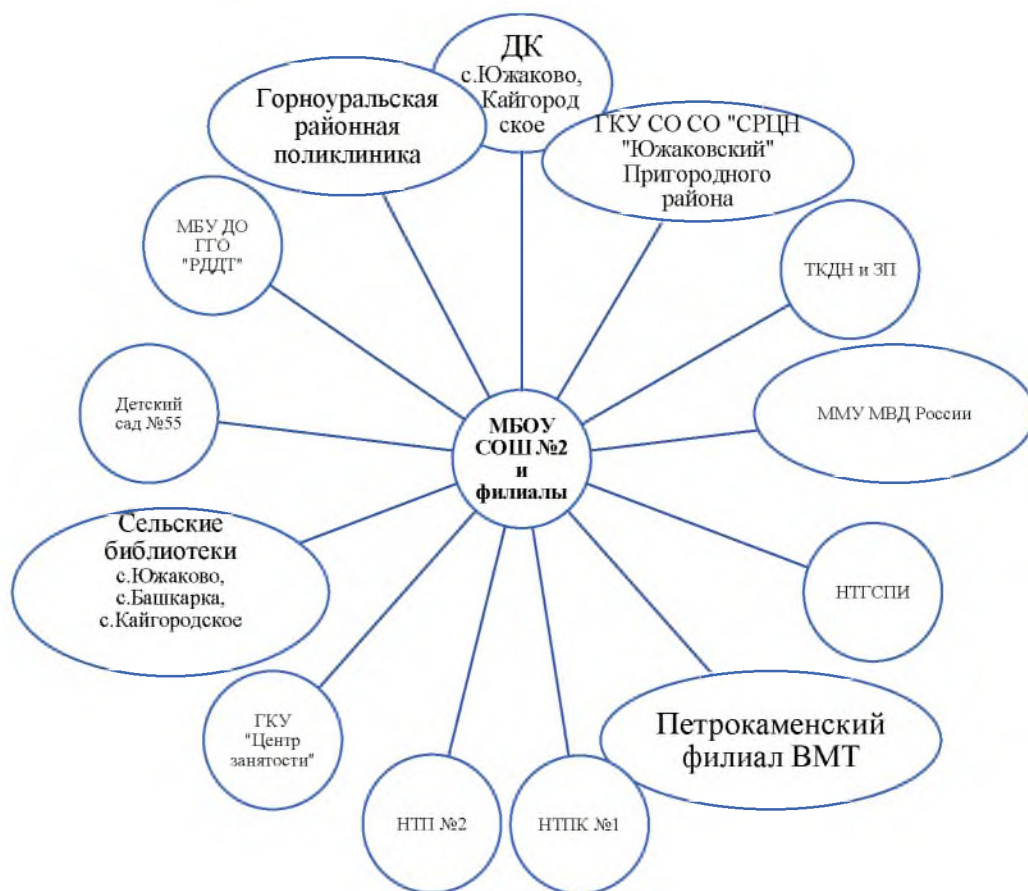 ДК
с.Южаково,
Кайгород
ское
Горноуральская
районная
поликлиника
ГКУ СО СО "СРЦН
"Южаковский"
Пригородного
района
МБУ ДО
ГГО
"РДДТ"
ТКДН и ЗП
Детский
сад №55
МБОУ
СОШ №2
и
филиалы
ММУ МВД России
Сельские
библиотеки
с.Южаково,
с.Башкарка,
с.Кайгородское
НТГСПИ
ГКУ
"Центр
занятости"
Петрокаменский
филиал ВМТ
НТП №2
НТПК №1